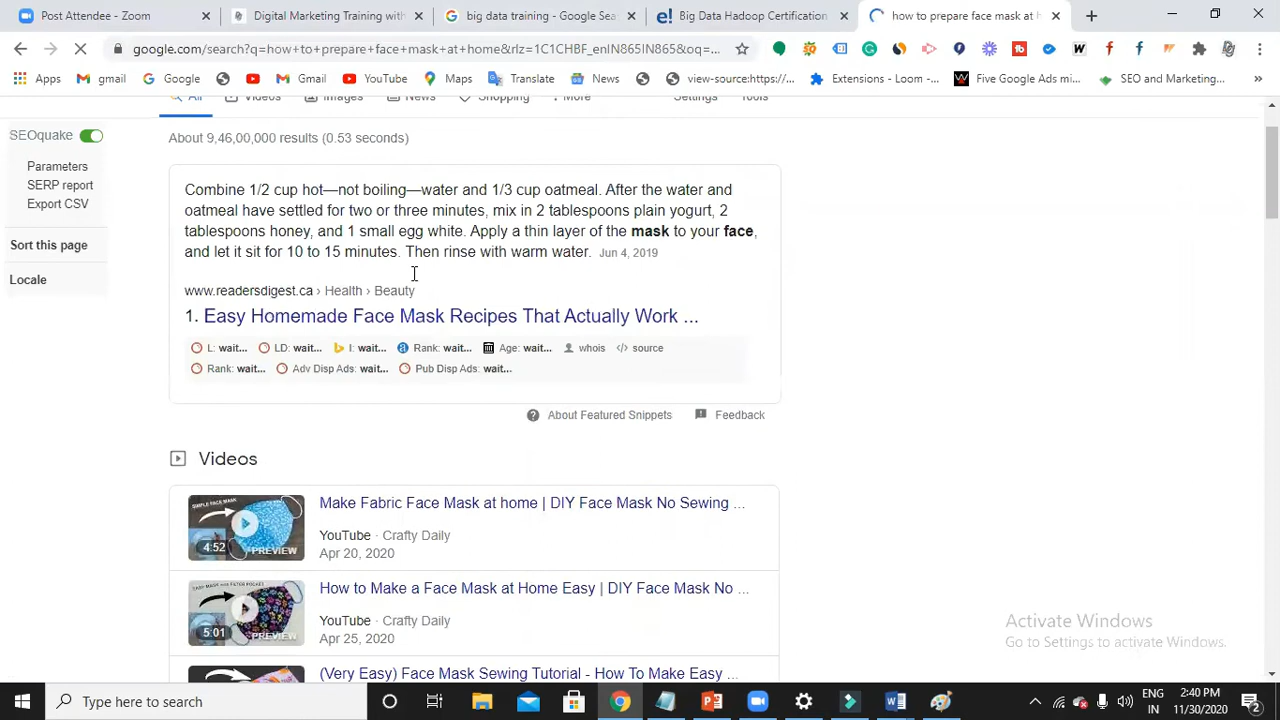 Post Attendee - Zoom
Digital Marketing Training with
big data training - Google Sea
Big Data Hadoop Certification
how to prepare face mask at h
google.com/search?q=how+to+prepare+face+mask+at+home&rlz=1C1CHBF_enIN865IN865&oq=...
Apps gmail Google Gmail YouTube Maps Translate News view-source:https:/... Extensions - Loom -... Five Google Ads mi... SEO and Marketing...
All Videos Images News Shopping More Settings Tools
SEOquake
Parameters
SERP report
Export CSV
Sort this page
Locale
About 9,46,00,000 results (0.53 seconds)
Combine 1/2 cup hot—not boiling—water and 1/3 cup oatmeal. After the water and
oatmeal have settled for two or three minutes, mix in 2 tablespoons plain yogurt, 2
tablespoons honey, and 1 small egg white. Apply a thin layer of the mask to your face,
and let it sit for 10 to 15 minutes. Then rinse with warm water. Jun 4, 2019
www.readersdigest.ca › Health › Beauty
1. Easy Homemade Face Mask Recipes That Actually Work ...
L: wait... LD: wait... I: wait... Rank: wait... Age: wait... whois source
Rank: wait... Adv Disp Ads: wait... Pub Disp Ads: wait...
About Featured Snippets Feedback
Videos
Make Fabric Face Mask at home | DIY Face Mask No Sewing ...
YouTube · Crafty Daily
Apr 20, 2020
SIMPLE FACE MASK
4:52 PREVIEW
How to Make a Face Mask at Home Easy | DIY Face Mask No ...
YouTube · Crafty Daily
Apr 25, 2020
5:01 PREVIEW
(Very Easy) Face Mask Sewing Tutorial - How To Make Easy ...
Activate Windows
Go to Settings to activate Windows.
Type here to search
ENG
IN
2:40 PM
11/30/2020
2